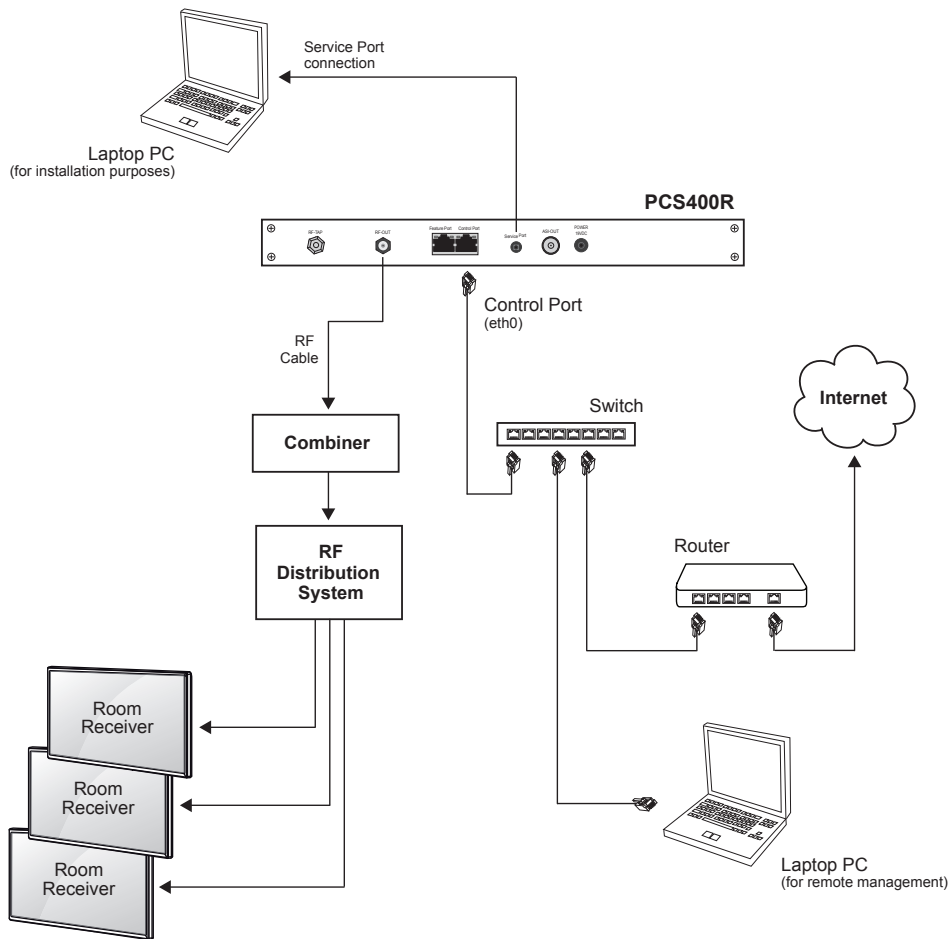 Service Port
connection
Laptop PC
(for installation purposes)
PCS400R
RF-TAP
RF-OUT
Feature Port
Control Port
Service Port
ASI-OUT
POWER
Control Port
(eth0)
RF
Cable
Combiner
RF
Distribution
System
Room
Receiver
Room
Receiver
Room
Receiver
Switch
Internet
Router
Laptop PC
(for remote management)